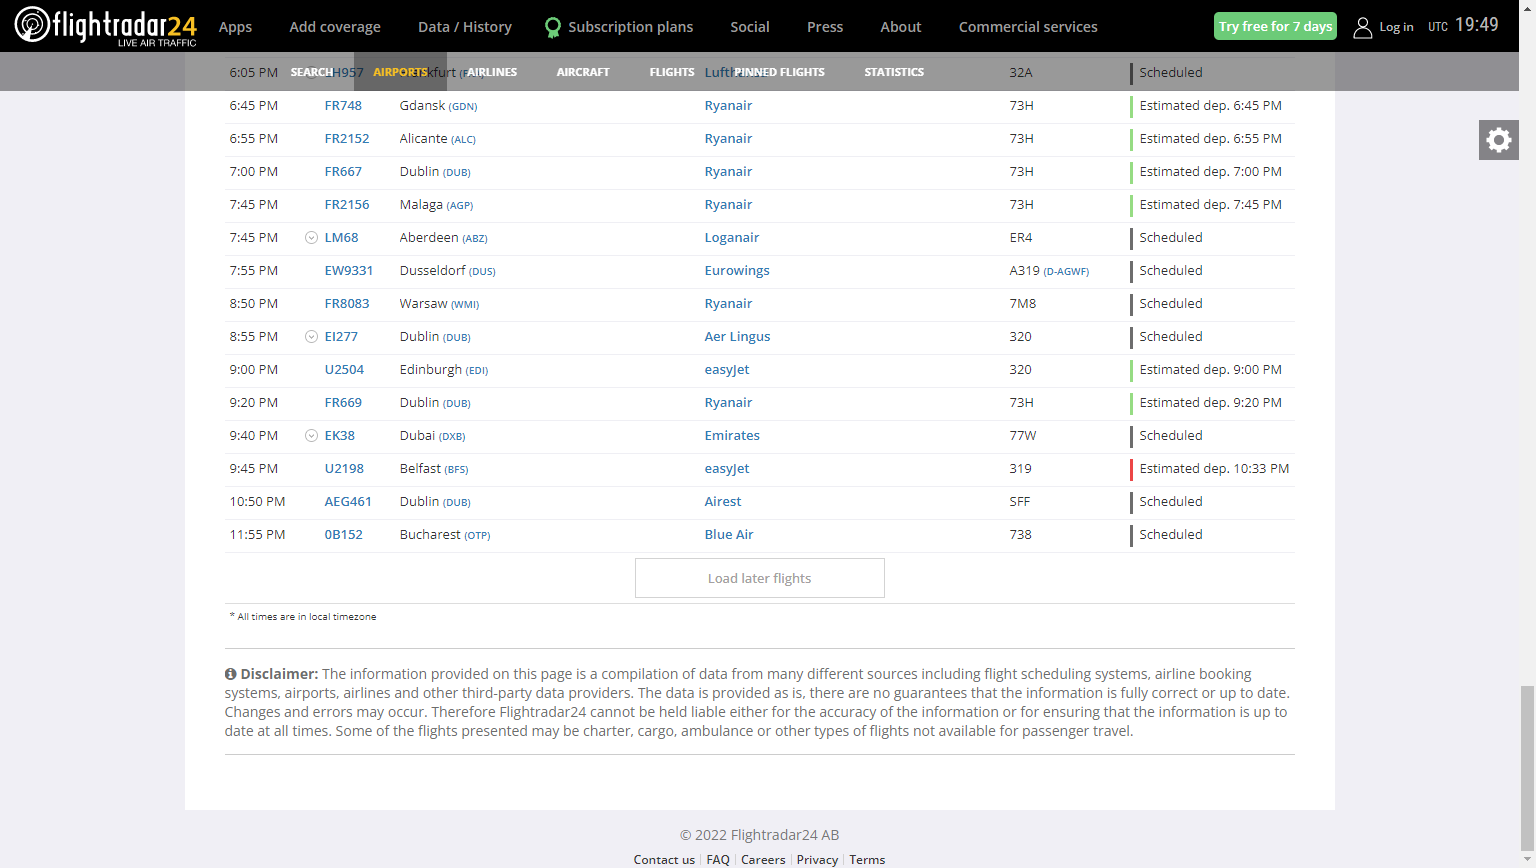 flightradar24
LIVE AIR TRAFFIC
Apps
Add coverage
Data / History
Subscription plans
Social
Press
About
Commercial services
Try free for 7 days
Log in
UTC 19:49
SEARCH
AIRPORTS
AIRLINES
AIRCRAFT
FLIGHTS
PINNED FLIGHTS
STATISTICS
6:05 PM LH957 32A Scheduled
6:45 PM FR748 Gdansk (GDN) Ryanair 73H Estimated dep. 6:45 PM
6:55 PM FR2152 Alicante (ALC) Ryanair 73H Estimated dep. 6:55 PM
7:00 PM FR667 Dublin (DUB) Ryanair 73H Estimated dep. 7:00 PM
7:45 PM FR2156 Malaga (AGP) Ryanair 73H Estimated dep. 7:45 PM
7:45 PM LM68 Aberdeen (ABZ) Loganair ER4 Scheduled
7:55 PM EW9331 Dusseldorf (DUS) Eurowings A319 (D-AGWF) Scheduled
8:50 PM FR8083 Warsaw (WMI) Ryanair 7M8 Scheduled
8:55 PM EI277 Dublin (DUB) Aer Lingus 320 Scheduled
9:00 PM U2504 Edinburgh (EDI) easyJet 320 Estimated dep. 9:00 PM
9:20 PM FR669 Dublin (DUB) Ryanair 73H Estimated dep. 9:20 PM
9:40 PM EK38 Dubai (DXB) Emirates 77W Scheduled
9:45 PM U2198 Belfast (BFS) easyJet 319 Estimated dep. 10:33 PM
10:50 PM AEG461 Dublin (DUB) Airest SFF Scheduled
11:55 PM 0B152 Bucharest (OTP) Blue Air 738 Scheduled
Load later flights
* All times are in local timezone
Disclaimer: The information provided on this page is a compilation of data from many different sources including flight scheduling systems, airline booking
systems, airports, airlines and other third-party data providers. The data is provided as is, there are no guarantees that the information is fully correct or up to date.
Changes and errors may occur. Therefore Flightradar24 cannot be held liable either for the accuracy of the information or for ensuring that the information is up to
date at all times. Some of the flights presented may be charter, cargo, ambulance or other types of flights not available for passenger travel.
© 2022 Flightradar24 AB
Contact us | FAQ | Careers | Privacy | Terms